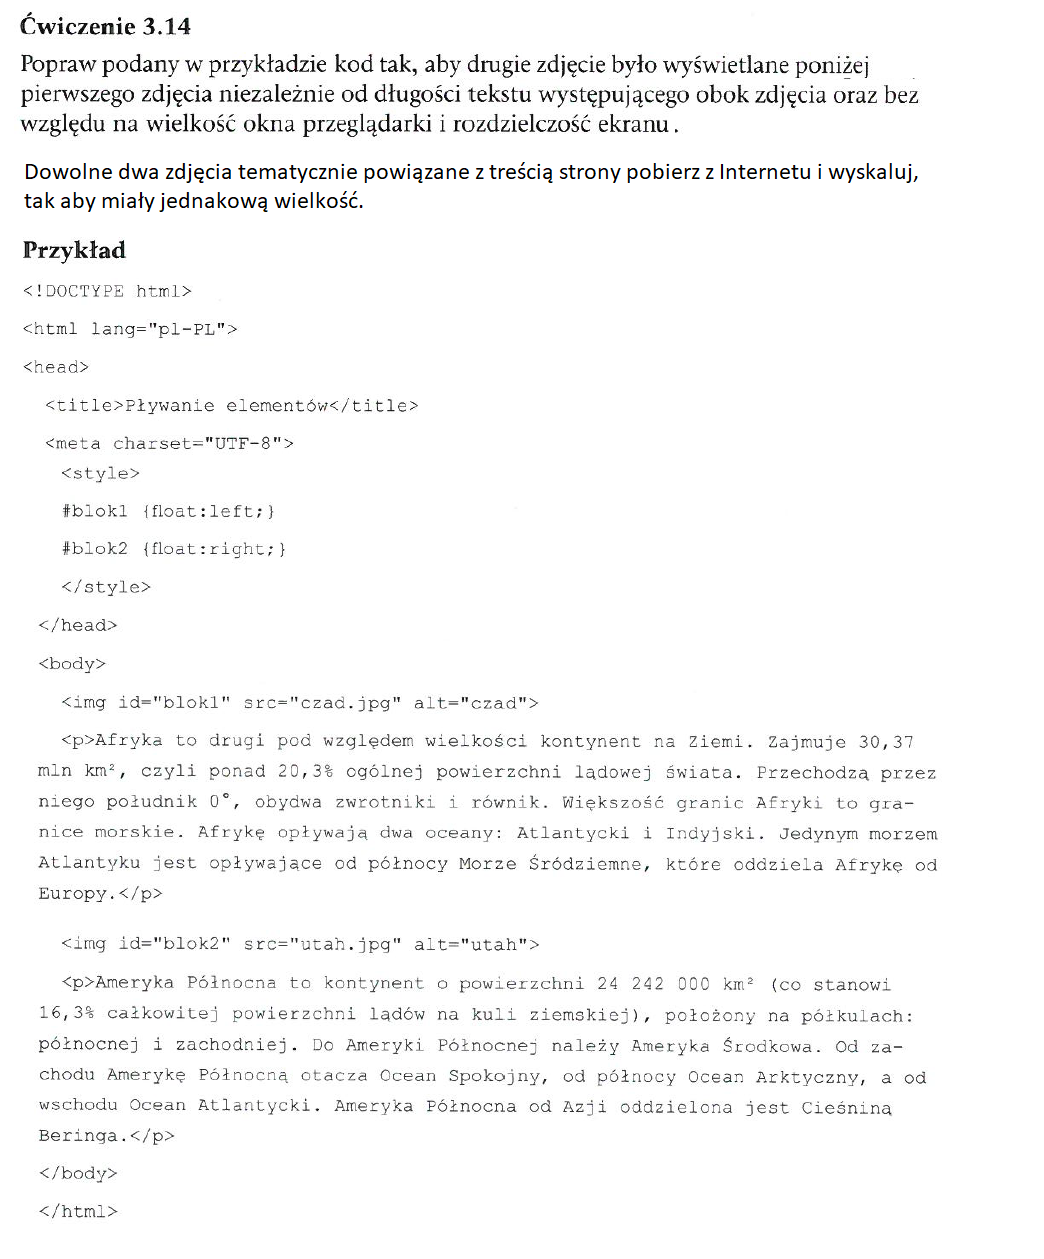 Ćwiczenie 3.14
Popraw podany w przykładzie kod tak, aby drugie zdjęcie było wyświetlane poniżej
pierwszego zdjęcia niezależnie od długości tekstu występującego obok zdjęcia oraz bez
względu na wielkość okna przeglądarki i rozdzielczość ekranu.
Dowolne dwa zdjęcia tematycznie powiązane z treścią strony pobierz z Internetu i wyskaluj,
tak aby miały jednakową wielkość.
Przykład
<!DOCTYPE html>
<html lang="pl-PL">
<head>
<title>Pływanie elementów</title>
<meta charset="UTF-8">
<style>
#blok1 {float:left;}
#blok2 {float:right;}
</style>
</head>
<body>
<img id="blok1" src="czad.jpg" alt="czad">
<p>Afryka to drugi pod względem wielkości kontynent na Ziemi. Zajmuje 30,37
mln km², czyli ponad 20,3% ogólnej powierzchni lądowej świata. Przechodzą przez
niego południk 0°, obydwa zwrotniki i równik. Większość granic Afryki to gra-
nice morskie. Afrykę opływają dwa oceany: Atlantycki i Indyjski. Jedynym morzem
Atlantyku jest opływające od północy Morze Śródziemne, które oddziela Afrykę od
Europy.</p>
<img id="blok2" src="utah.jpg" alt="utah">
<p>Ameryka Północna to kontynent o powierzchni 24 242 000 km² (co stanowi
16,3% całkowitej powierzchni lądów na kuli ziemskiej), położony na półkulach:
północnej i zachodniej. Do Ameryki Północnej należy Ameryka Środkowa. Od za-
chodu Amerykę Północną otacza Ocean Spokojny, od północy Ocean Arktyczny, a od
wschodu Ocean Atlantycki. Ameryka Północna od Azji oddzielona jest Cieśniną
Beringa.</p>
</body>
</html>